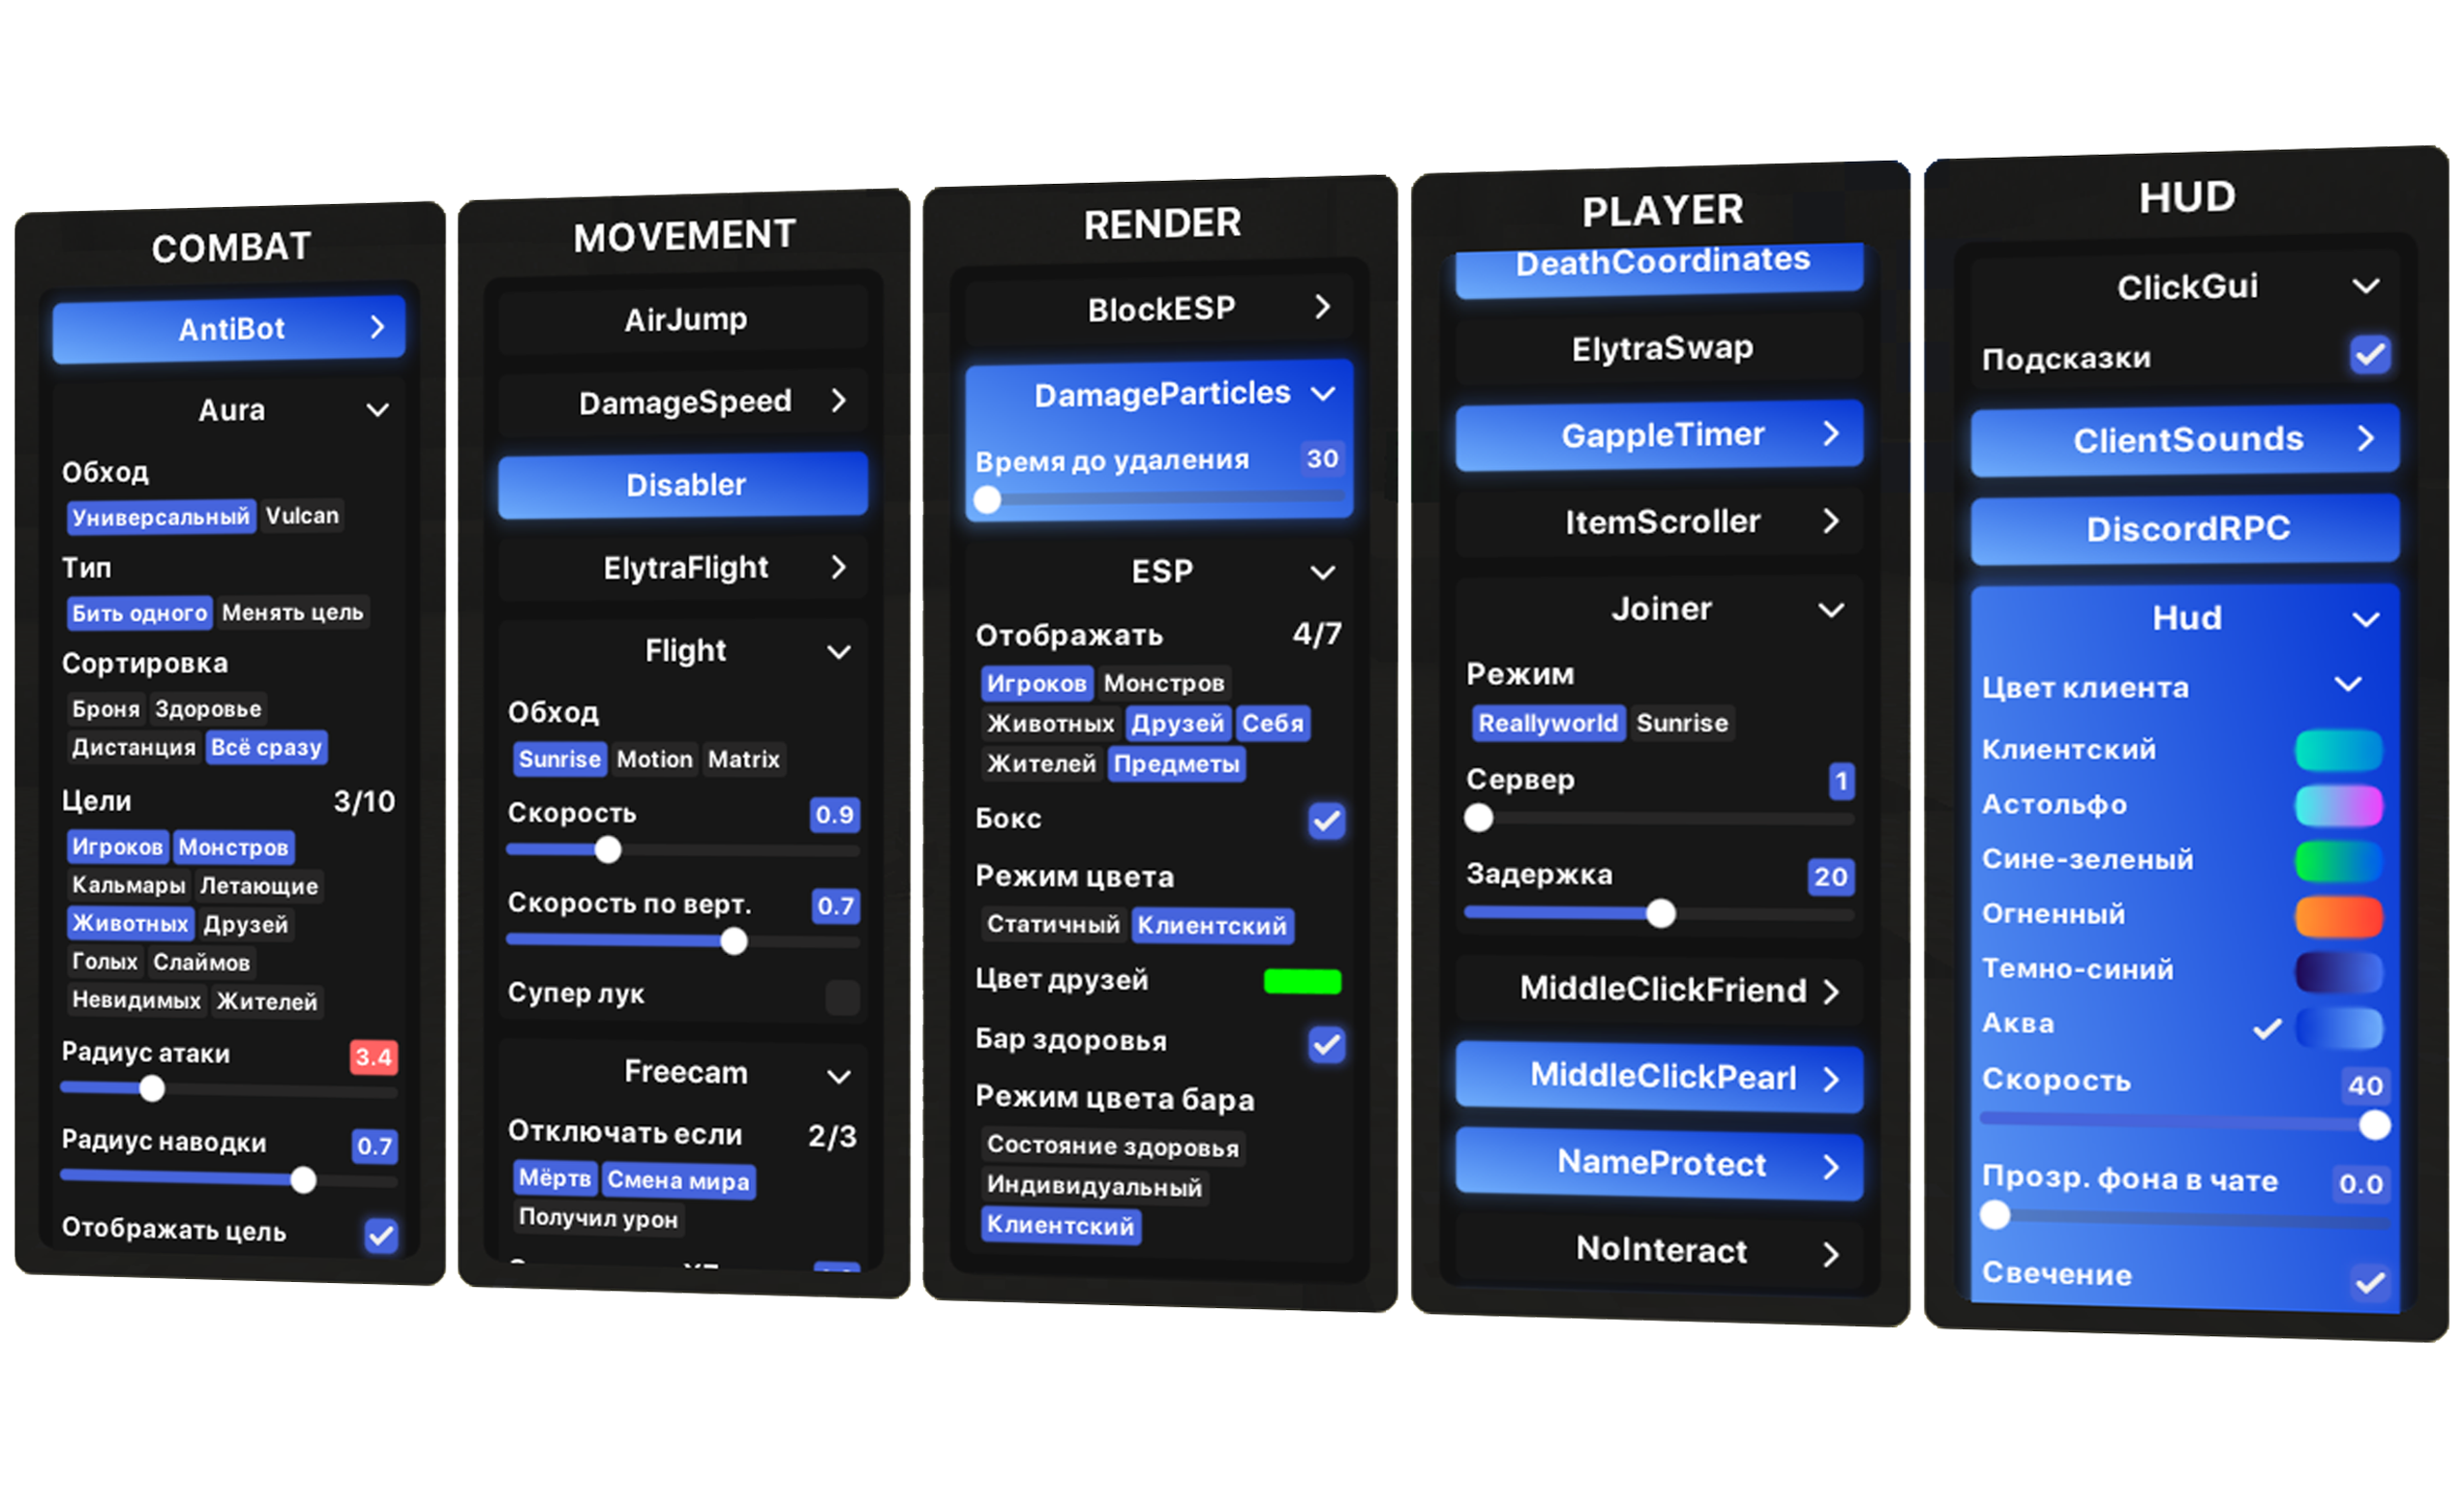 COMBAT
AntiBot
Aura
Обход
Универсальный Vulcan
Тип
Бить одного Менять цель
Сортировка
Броня Здоровье
Дистанция Всё сразу
Цели 3/10
Игроков Монстров
Кальмары Летающие
Животных Друзей
Голых Слаймов
Невидимых Жителей
Радиус атаки 3.4
Радиус наводки 0.7
Отображать цель
MOVEMENT
AirJump
DamageSpeed
Disabler
ElytraFlight
Flight
Обход
Sunrise Motion Matrix
Скорость 0.9
Скорость по верт. 0.7
Супер лук
Freecam
Отключать если 2/3
Мёртв Смена мира
Получил урон
RENDER
BlockESP
DamageParticles
Время до удаления 30
ESP
Отображать 4/7
Игроков Монстров
Животных Друзей Себя
Жителей Предметы
Бокс
Режим цвета
Статичный Клиентский
Цвет друзей
Бар здоровья
Режим цвета бара
Состояние здоровья
Индивидуальный
Клиентский
PLAYER
DeathCoordinates
ElytraSwap
GappleTimer
ItemScroller
Joiner
Режим
Reallyworld Sunrise
Сервер 1
Задержка 20
MiddleClickFriend
MiddleClickPearl
NameProtect
NoInteract
HUD
ClickGui
Подсказки
ClientSounds
DiscordRPC
Hud
Цвет клиента
Клиентский
Астольфо
Сине-зеленый
Огненный
Темно-синий
Аква
Скорость 40
Прозр. фона в чате 0.0
Свечение